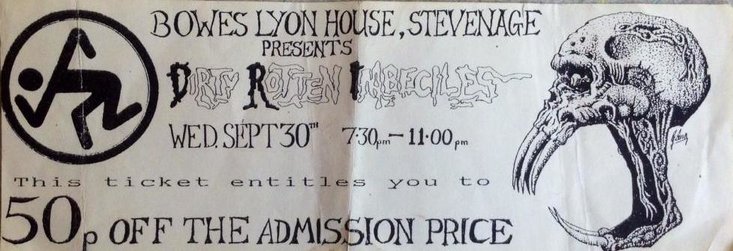 BOWES LYON HOUSE, STEVENAGE
PRESENTS
DIRTY ROTTEN IMBECILES
WED. SEPT 30TH 7.30pm - 11.00pm
This ticket entitles you to
50p OFF THE ADMISSION PRICE